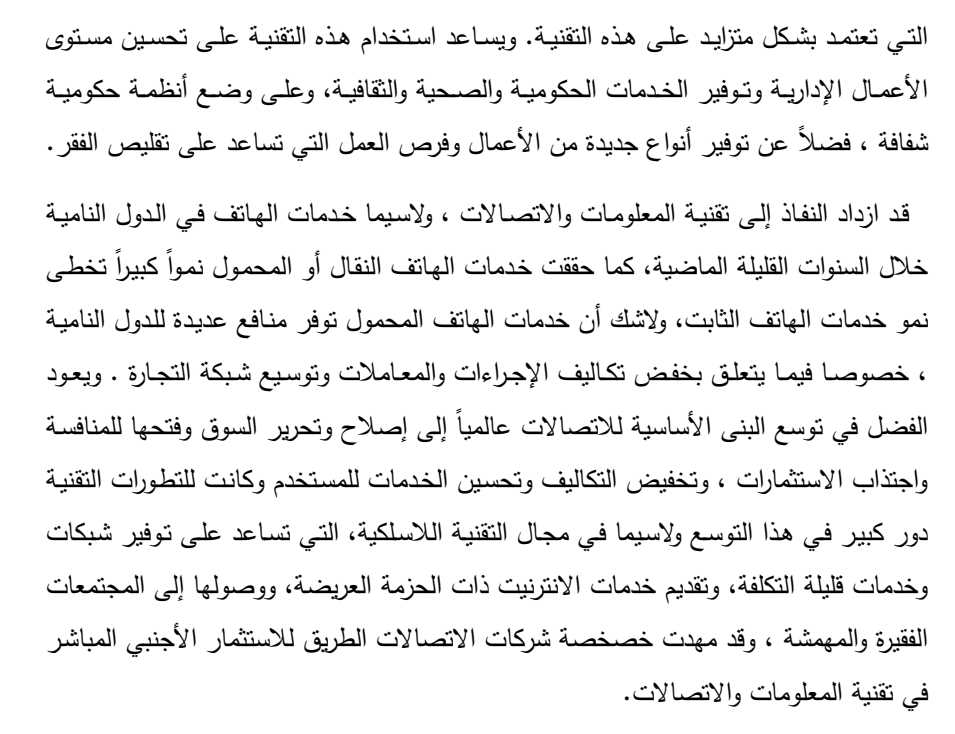 التي تعتمد بشكل متزايد على هذه التقنية. ويساعد استخدام هذه التقنية على تحسين مستوى
الأعمال الإدارية وتوفير الخدمات الحكومية والصحية والثقافية، وعلى وضع أنظمة حكومية
شفافة ، فضلاً عن توفير أنواع جديدة من الأعمال وفرص العمل التي تساعد على تقليص الفقر.
قد ازداد النفاذ إلى تقنية المعلومات والاتصالات ، ولاسيما خدمات الهاتف في الدول النامية
خلال السنوات القليلة الماضية، كما حققت خدمات الهاتف النقال أو المحمول نمواً كبيراً تخطى
نمو خدمات الهاتف الثابت، ولاشك أن خدمات الهاتف المحمول توفر منافع عديدة للدول النامية
، خصوصا فيما يتعلق بخفض تكاليف الإجراءات والمعاملات وتوسيع شبكة التجارة . ويعود
الفضل في توسع البنى الأساسية للاتصالات عالمياً إلى إصلاح وتحرير السوق وفتحها للمنافسة
واجتذاب الاستثمارات ، وتخفيض التكاليف وتحسين الخدمات للمستخدم وكانت للتطورات التقنية
دور كبير في هذا التوسع ولاسيما في مجال التقنية اللاسلكية، التي تساعد على توفير شبكات
وخدمات قليلة التكلفة، وتقديم خدمات الانترنيت ذات الحزمة العريضة، ووصولها إلى المجتمعات
الفقيرة والمهمشة ، وقد مهدت خصخصة شركات الاتصالات الطريق للاستثمار الأجنبي المباشر
في تقنية المعلومات والاتصالات.